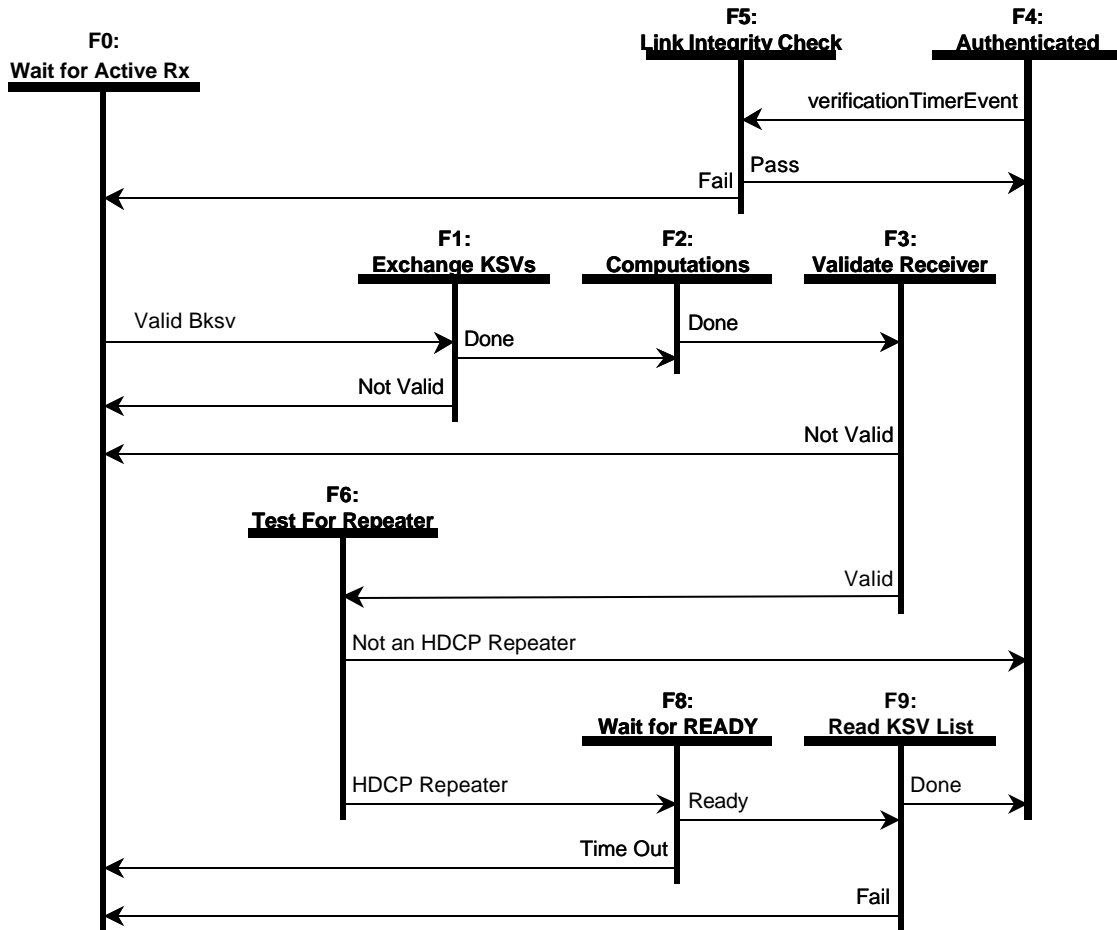 F5:
Link Integrity Check
F4:
Authenticated
F0:
Wait for Active Rx
verificationTimerEvent
Pass
Fail
F1:
Exchange KSVs
F2:
Computations
F3:
Validate Receiver
Valid Bksv
Done
Done
Not Valid
Not Valid
F6:
Test For Repeater
Valid
Not an HDCP Repeater
F8:
Wait for READY
F9:
Read KSV List
HDCP Repeater
Ready
Done
Time Out
Fail